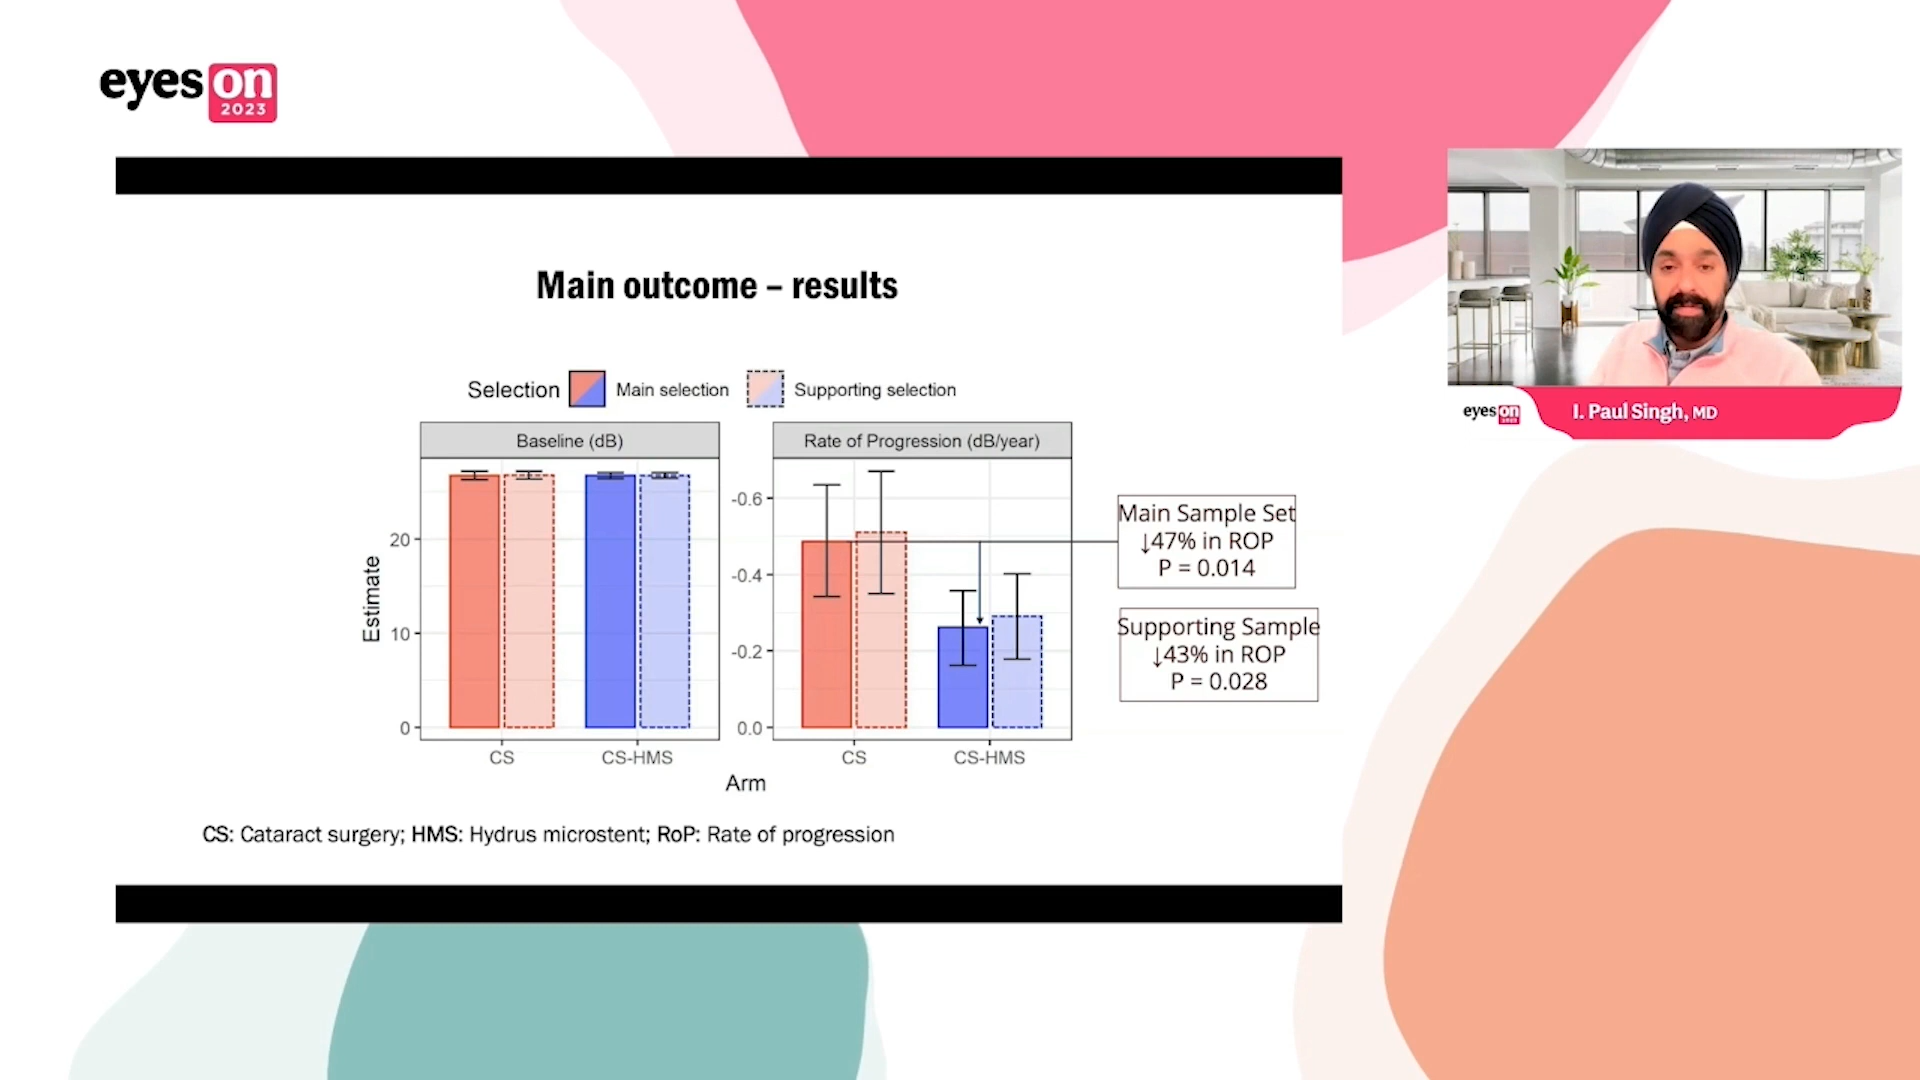 eyes on
2023
Main outcome – results
Selection Main selection Supporting selection
Baseline (dB) Rate of Progression (dB/year)
Estimate
20
10
0
-0.6
-0.4
-0.2
0.0
CS CS-HMS CS CS-HMS
Arm
Main Sample Set
↓47% in ROP
P = 0.014
Supporting Sample
↓43% in ROP
P = 0.028
CS: Cataract surgery; HMS: Hydrus microstent; RoP: Rate of progression
eyes on
I. Paul Singh, MD